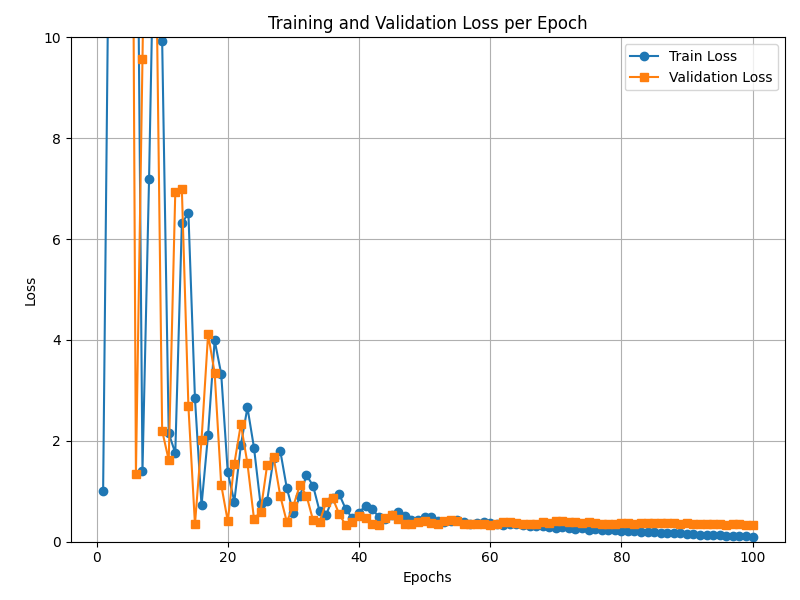 Training and Validation Loss per Epoch
Train Loss
Validation Loss
Loss
10
8
6
4
2
0
0 20 40 60 80 100
Epochs